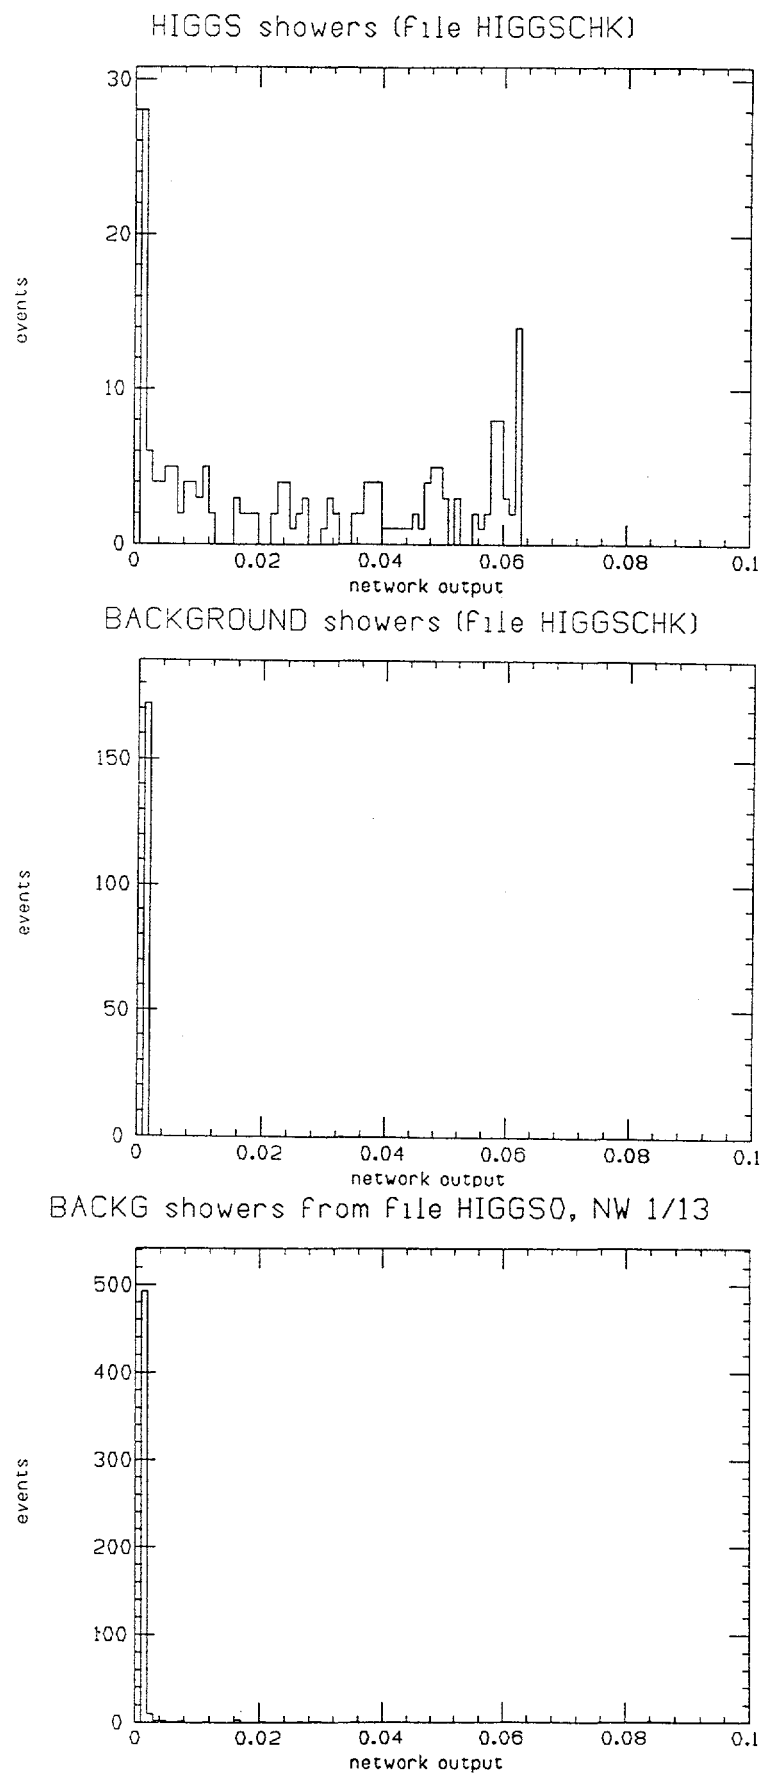 HIGGS showers (File HIGGSCHK)
30
20
10
0
events
0 0.02 0.04 0.06 0.08 0.1
network output
BACKGROUND showers (File HIGGSCHK)
150
100
50
0
events
0 0.02 0.04 0.06 0.08 0.1
network output
BACKG showers from File HIGGS0, NW 1/13
500
400
300
200
100
0
events
0 0.02 0.04 0.06 0.08 0.1
network output